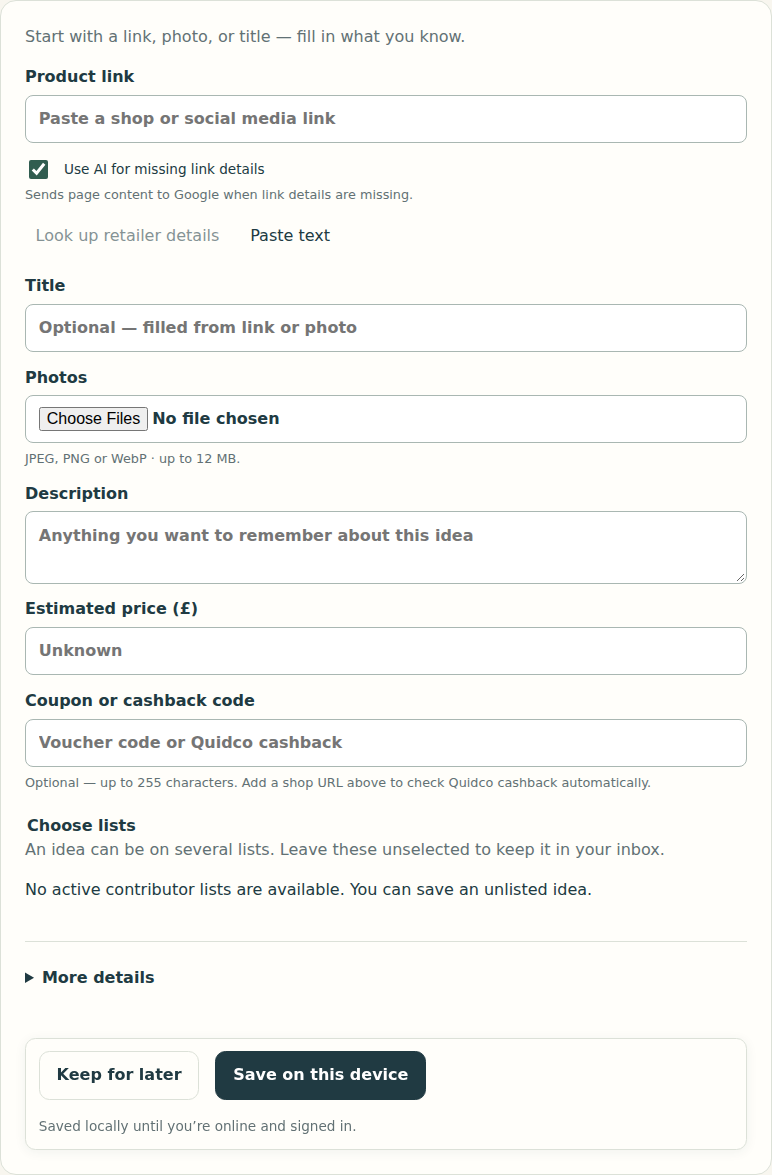 Start with a link, photo, or title — fill in what you know.
Product link
Paste a shop or social media link
Use AI for missing link details
Sends page content to Google when link details are missing.
Look up retailer details Paste text
Title
Optional — filled from link or photo
Photos
Choose Files No file chosen
JPEG, PNG or WebP · up to 12 MB.
Description
Anything you want to remember about this idea
Estimated price (£)
Unknown
Coupon or cashback code
Voucher code or Quidco cashback
Optional — up to 255 characters. Add a shop URL above to check Quidco cashback automatically.
Choose lists
An idea can be on several lists. Leave these unselected to keep it in your inbox.
No active contributor lists are available. You can save an unlisted idea.
More details
Keep for later Save on this device
Saved locally until you’re online and signed in.